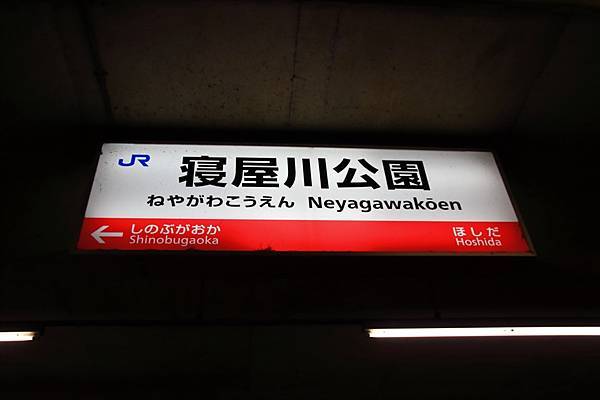 JR 寝屋川公園
ねやがわこうえん Neyagawakōen
← しのぶがおか ほしだ
Shinobugaoka Hoshida